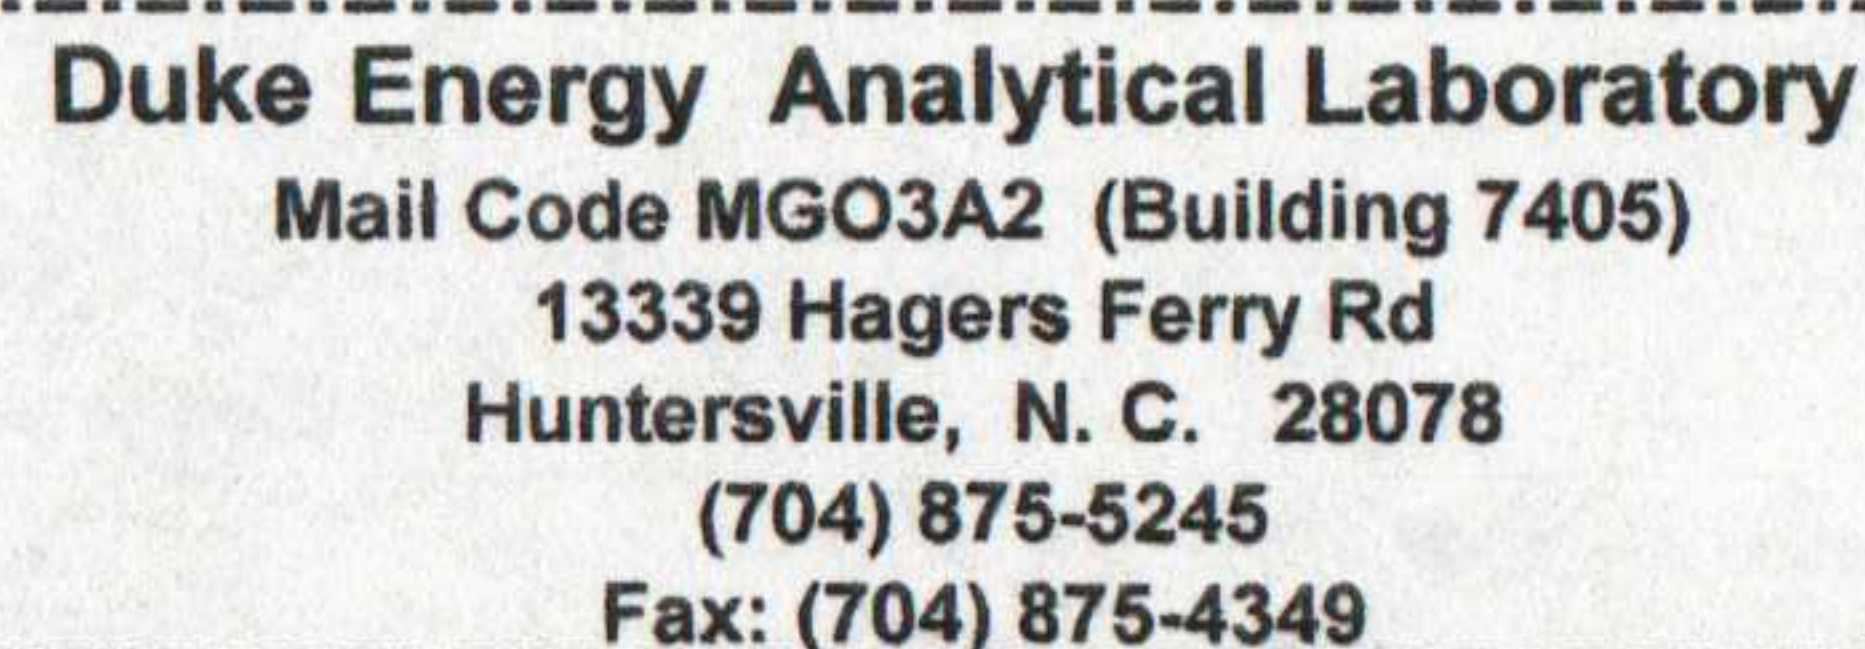 Duke Energy  Analytical Laboratory
Mail Code MGO3A2  (Building 7405)
13339 Hagers Ferry Rd
Huntersville,  N. C.   28078
(704) 875-5245
Fax: (704) 875-4349